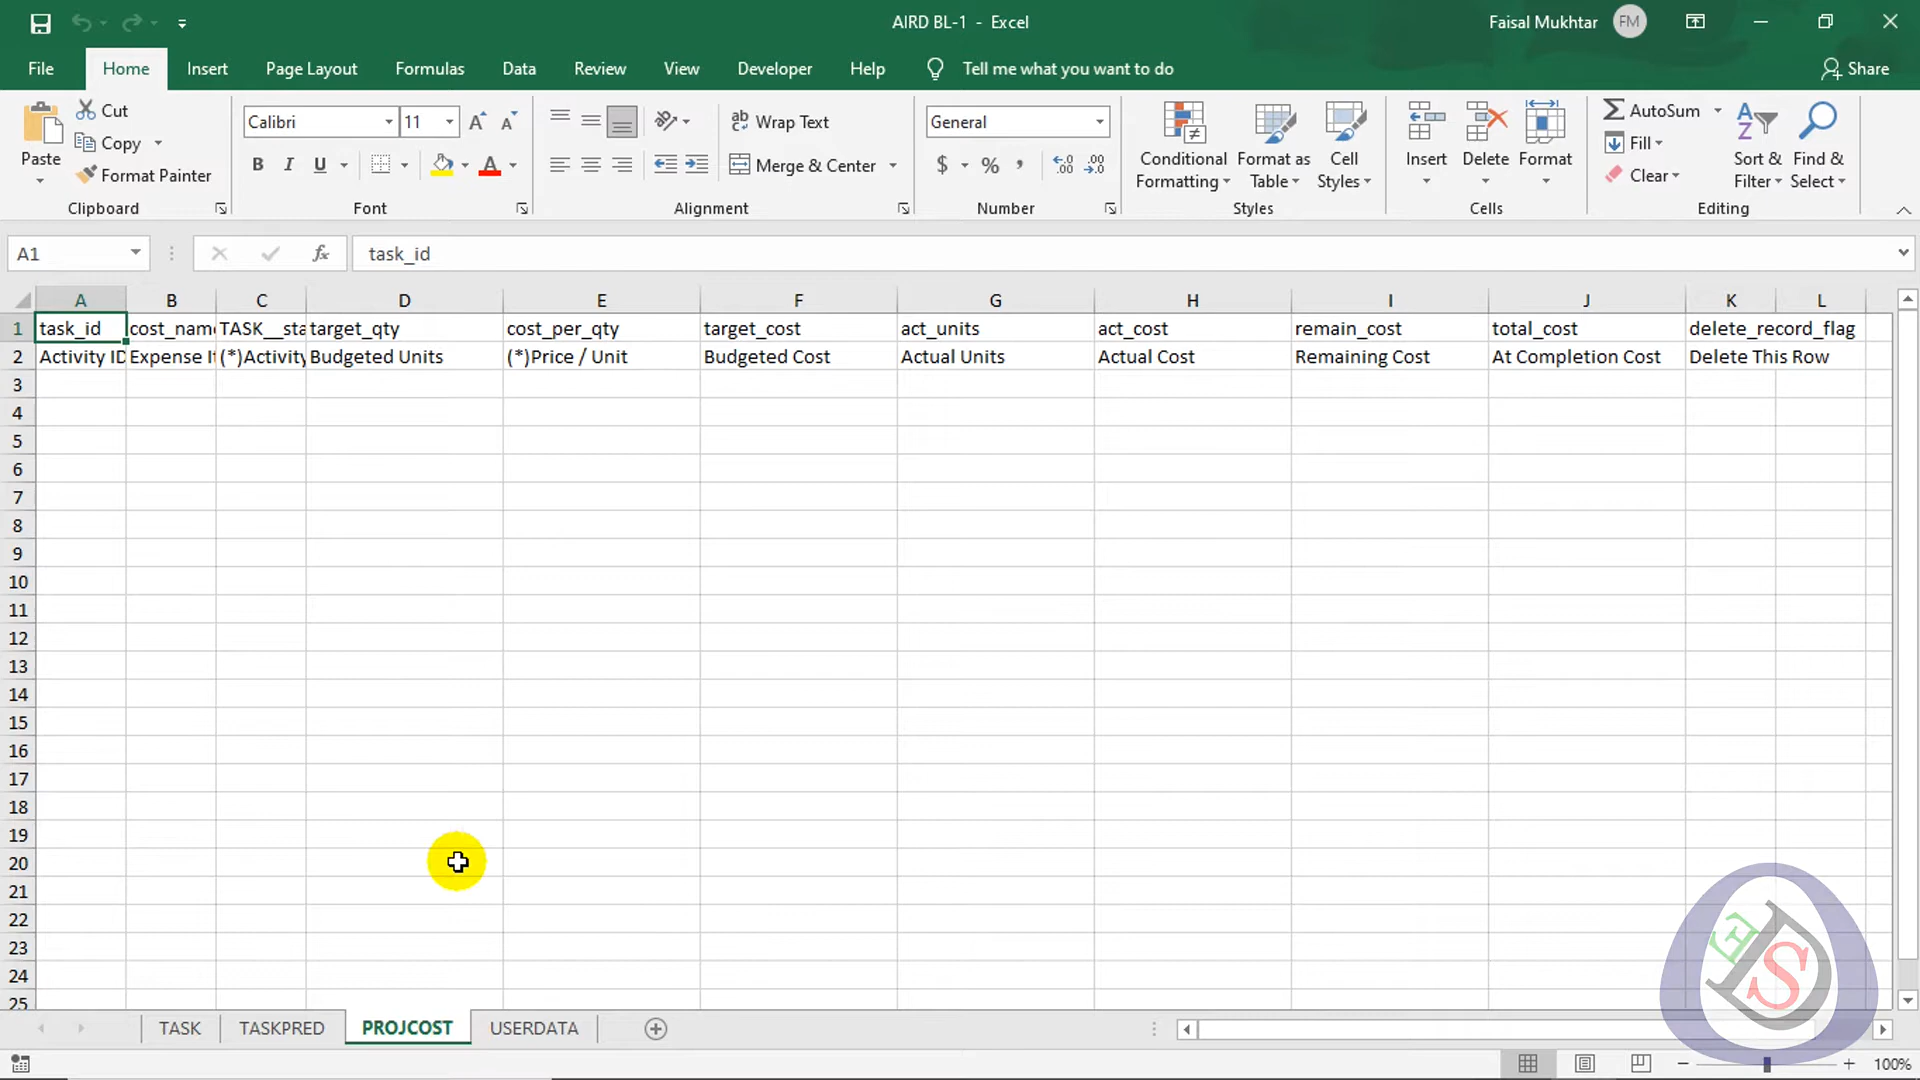 AIRD BL-1 - Excel
Faisal Mukhtar FM
File Home Insert Page Layout Formulas Data Review View Developer Help Tell me what you want to do Share
Paste
Cut
Copy
Format Painter
Clipboard
Calibri 11
B I U A
Font
Wrap Text
Merge & Center
Alignment
General
$ % ,
Number
Conditional Formatting
Format as Table
Cell Styles
Styles
Insert Delete Format
Cells
AutoSum
Fill
Clear
Sort & Filter
Find & Select
Editing
A1 fx task_id
A B C D E F G H I J K L
1 task_id cost_name TASK__sta target_qty cost_per_qty target_cost act_units act_cost remain_cost total_cost delete_record_flag
2 Activity ID Expense It (*)Activity Budgeted Units (*)Price / Unit Budgeted Cost Actual Units Actual Cost Remaining Cost At Completion Cost Delete This Row
3
4
5
6
7
8
9
10
11
12
13
14
15
16
17
18
19
20
21
22
23
24
25
EDS
TASK TASKPRED PROJCOST USERDATA
100%